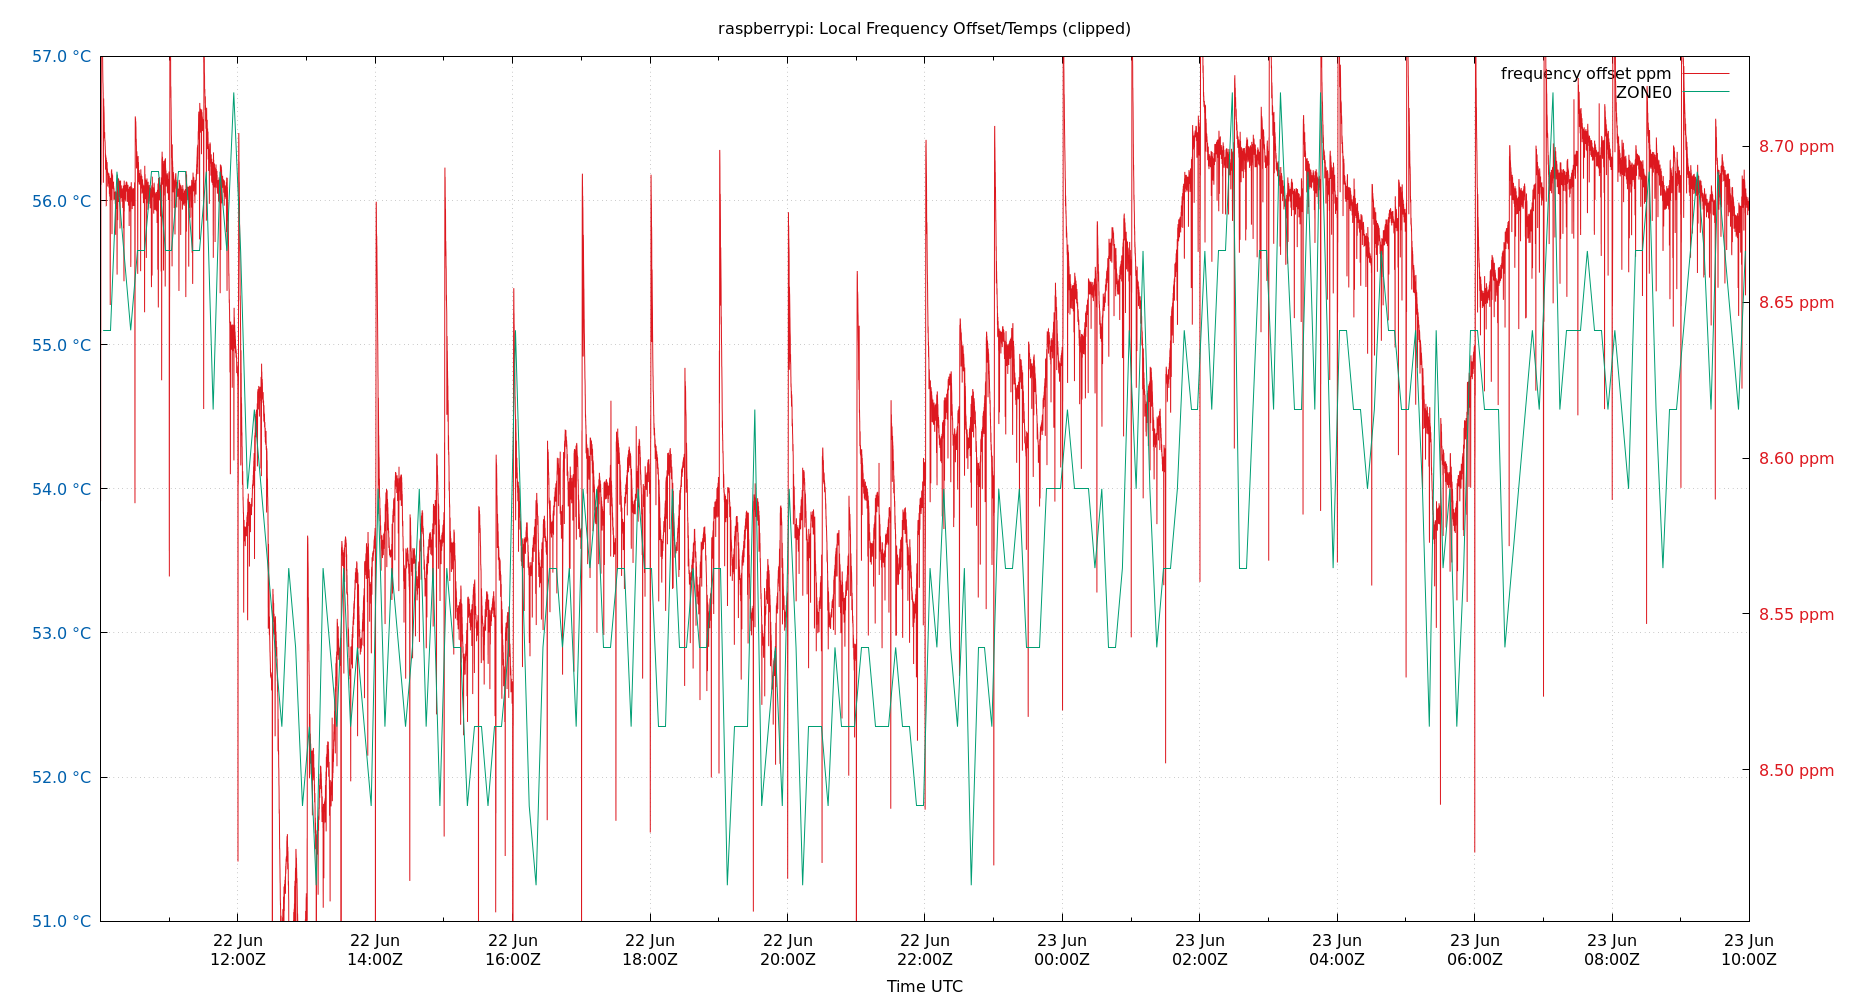 raspberrypi: Local Frequency Offset/Temps (clipped)
frequency offset ppm
ZONE0
57.0 °C
56.0 °C
55.0 °C
54.0 °C
53.0 °C
52.0 °C
51.0 °C
8.70 ppm
8.65 ppm
8.60 ppm
8.55 ppm
8.50 ppm
22 Jun 12:00Z
22 Jun 14:00Z
22 Jun 16:00Z
22 Jun 18:00Z
22 Jun 20:00Z
22 Jun 22:00Z
23 Jun 00:00Z
23 Jun 02:00Z
23 Jun 04:00Z
23 Jun 06:00Z
23 Jun 08:00Z
23 Jun 10:00Z
Time UTC